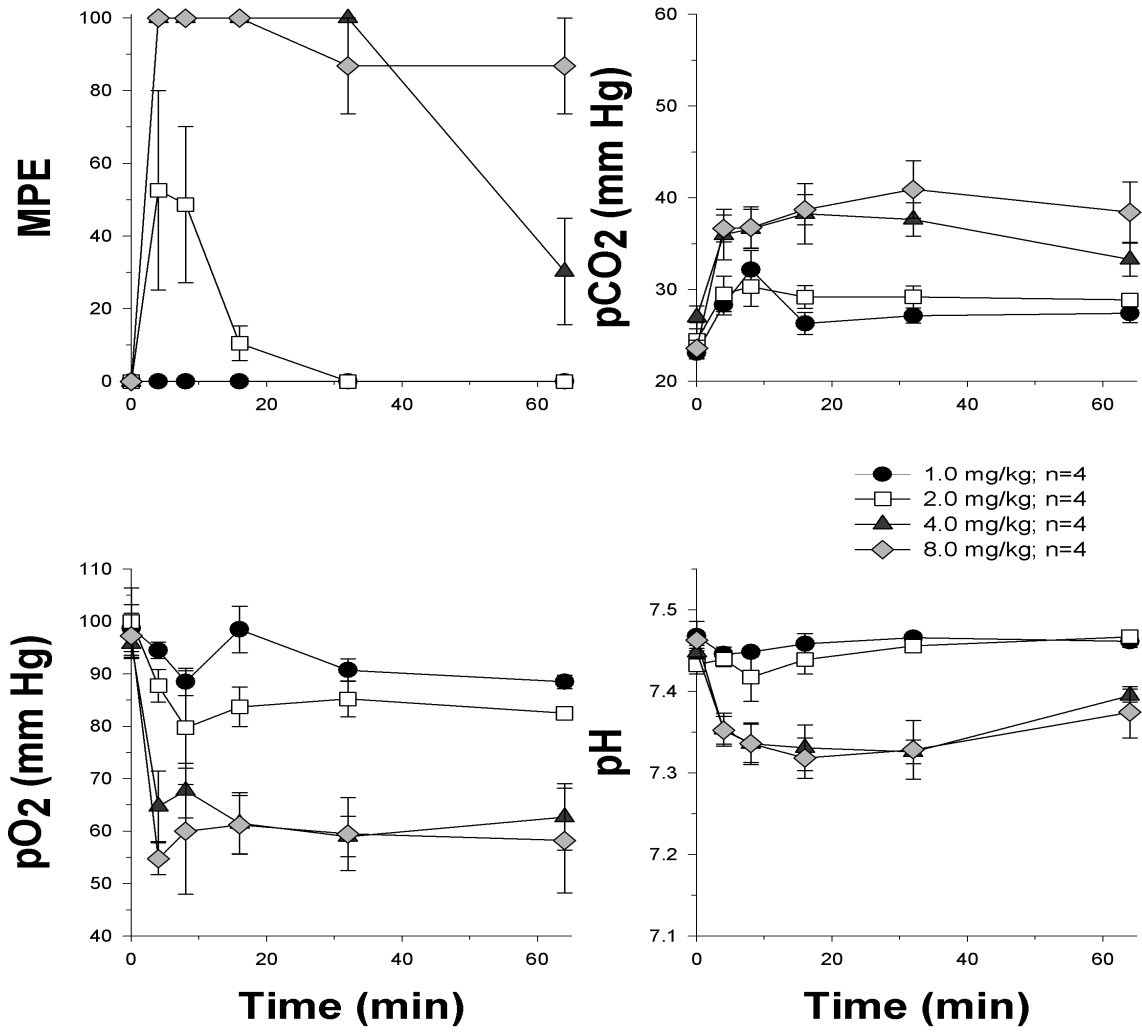 MPE
100
80
60
40
20
0
0 20 40 60
pCO2 (mm Hg)
60
50
40
30
20
0 20 40 60
1.0 mg/kg; n=4
2.0 mg/kg; n=4
4.0 mg/kg; n=4
8.0 mg/kg; n=4
pO2 (mm Hg)
110
100
90
80
70
60
50
40
0 20 40 60
Time (min)
pH
7.5
7.4
7.3
7.2
7.1
0 20 40 60
Time (min)